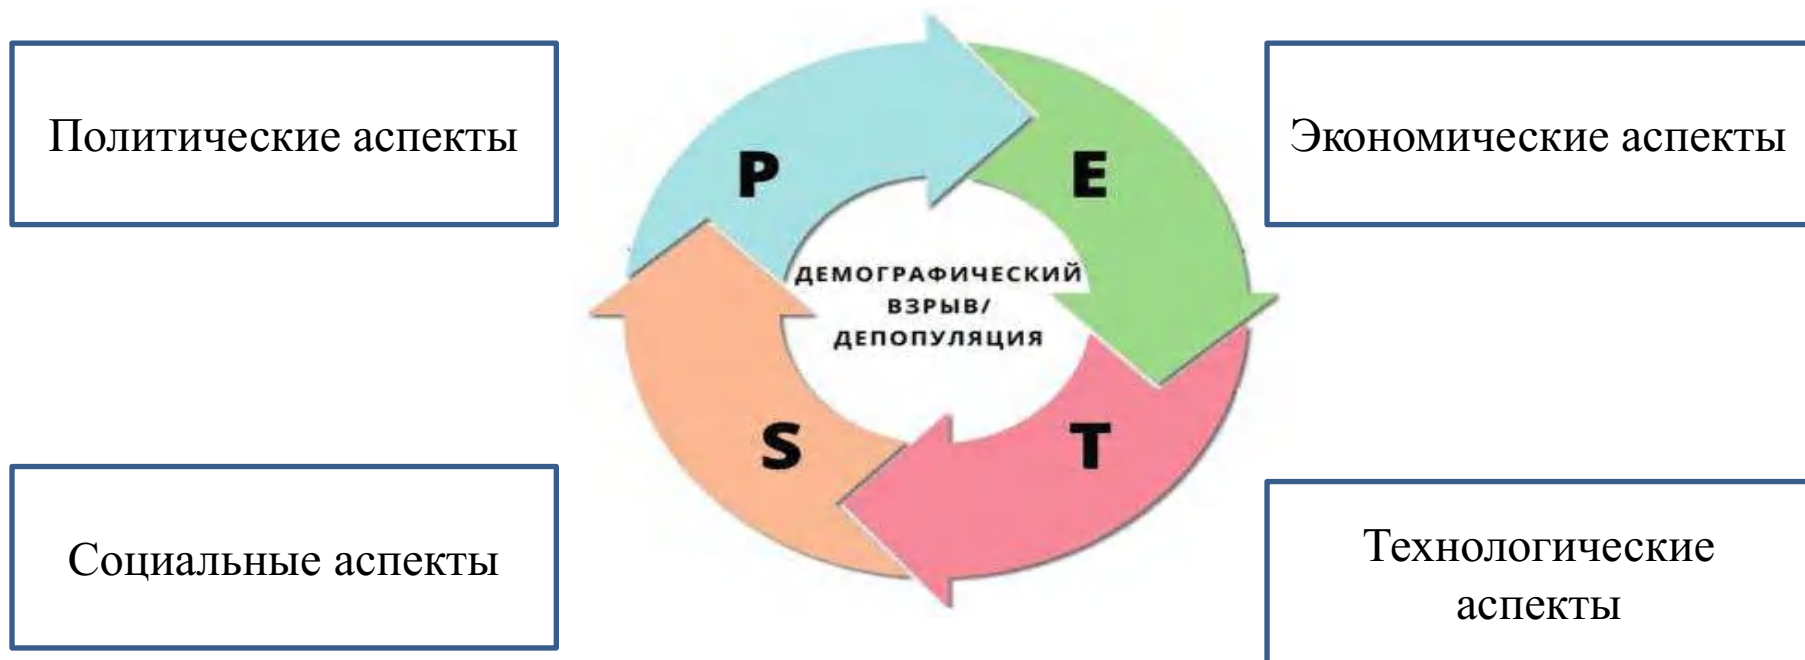 Политические аспекты
P
E
Экономические аспекты
ДЕМОГРАФИЧЕСКИЙ
ВЗРЫВ/
ДЕПОПУЛЯЦИЯ
Социальные аспекты
S
T
Технологические
аспекты